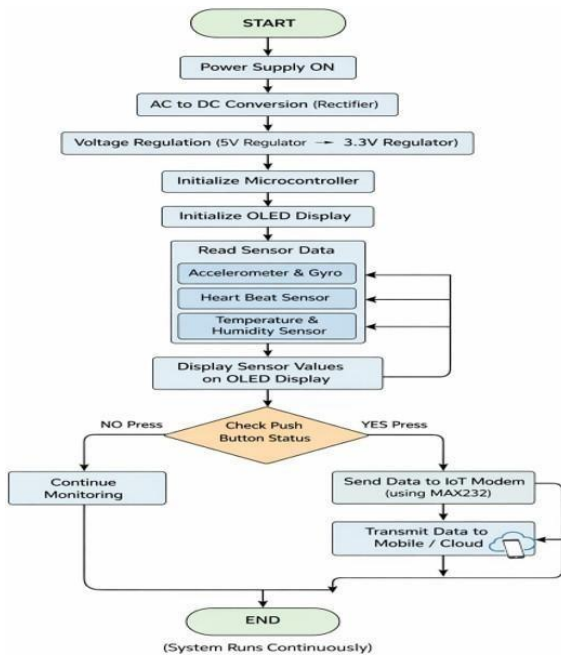 START
Power Supply ON
AC to DC Conversion (Rectifier)
Voltage Regulation (5V Regulator → 3.3V Regulator)
Initialize Microcontroller
Initialize OLED Display
Read Sensor Data
Accelerometer & Gyro
Heart Beat Sensor
Temperature &
Humidity Sensor
Display Sensor Values
on OLED Display
Check Push
Button Status
NO Press
YES Press
Continue
Monitoring
Send Data to IoT Modem
(using MAX232)
Transmit Data to
Mobile / Cloud
END
(System Runs Continuously)